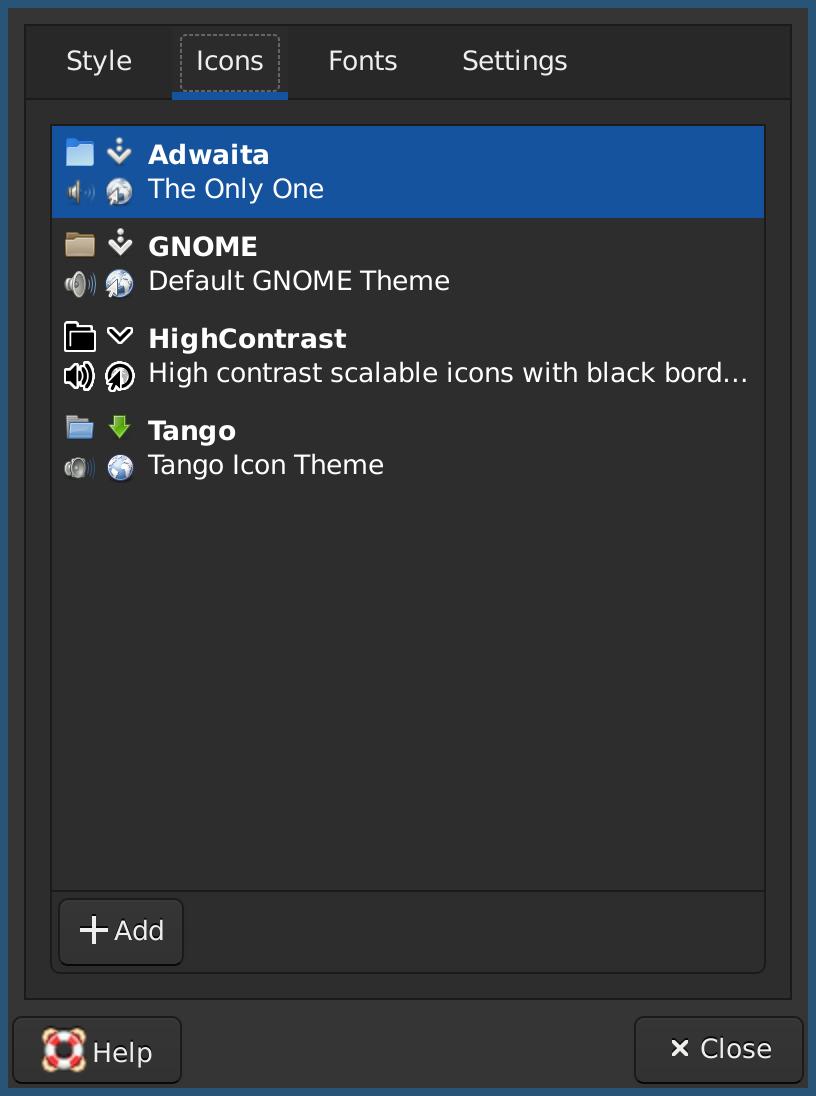 Style Icons Fonts Settings
Adwaita
The Only One
GNOME
Default GNOME Theme
HighContrast
High contrast scalable icons with black bord...
Tango
Tango Icon Theme
Add
Help Close